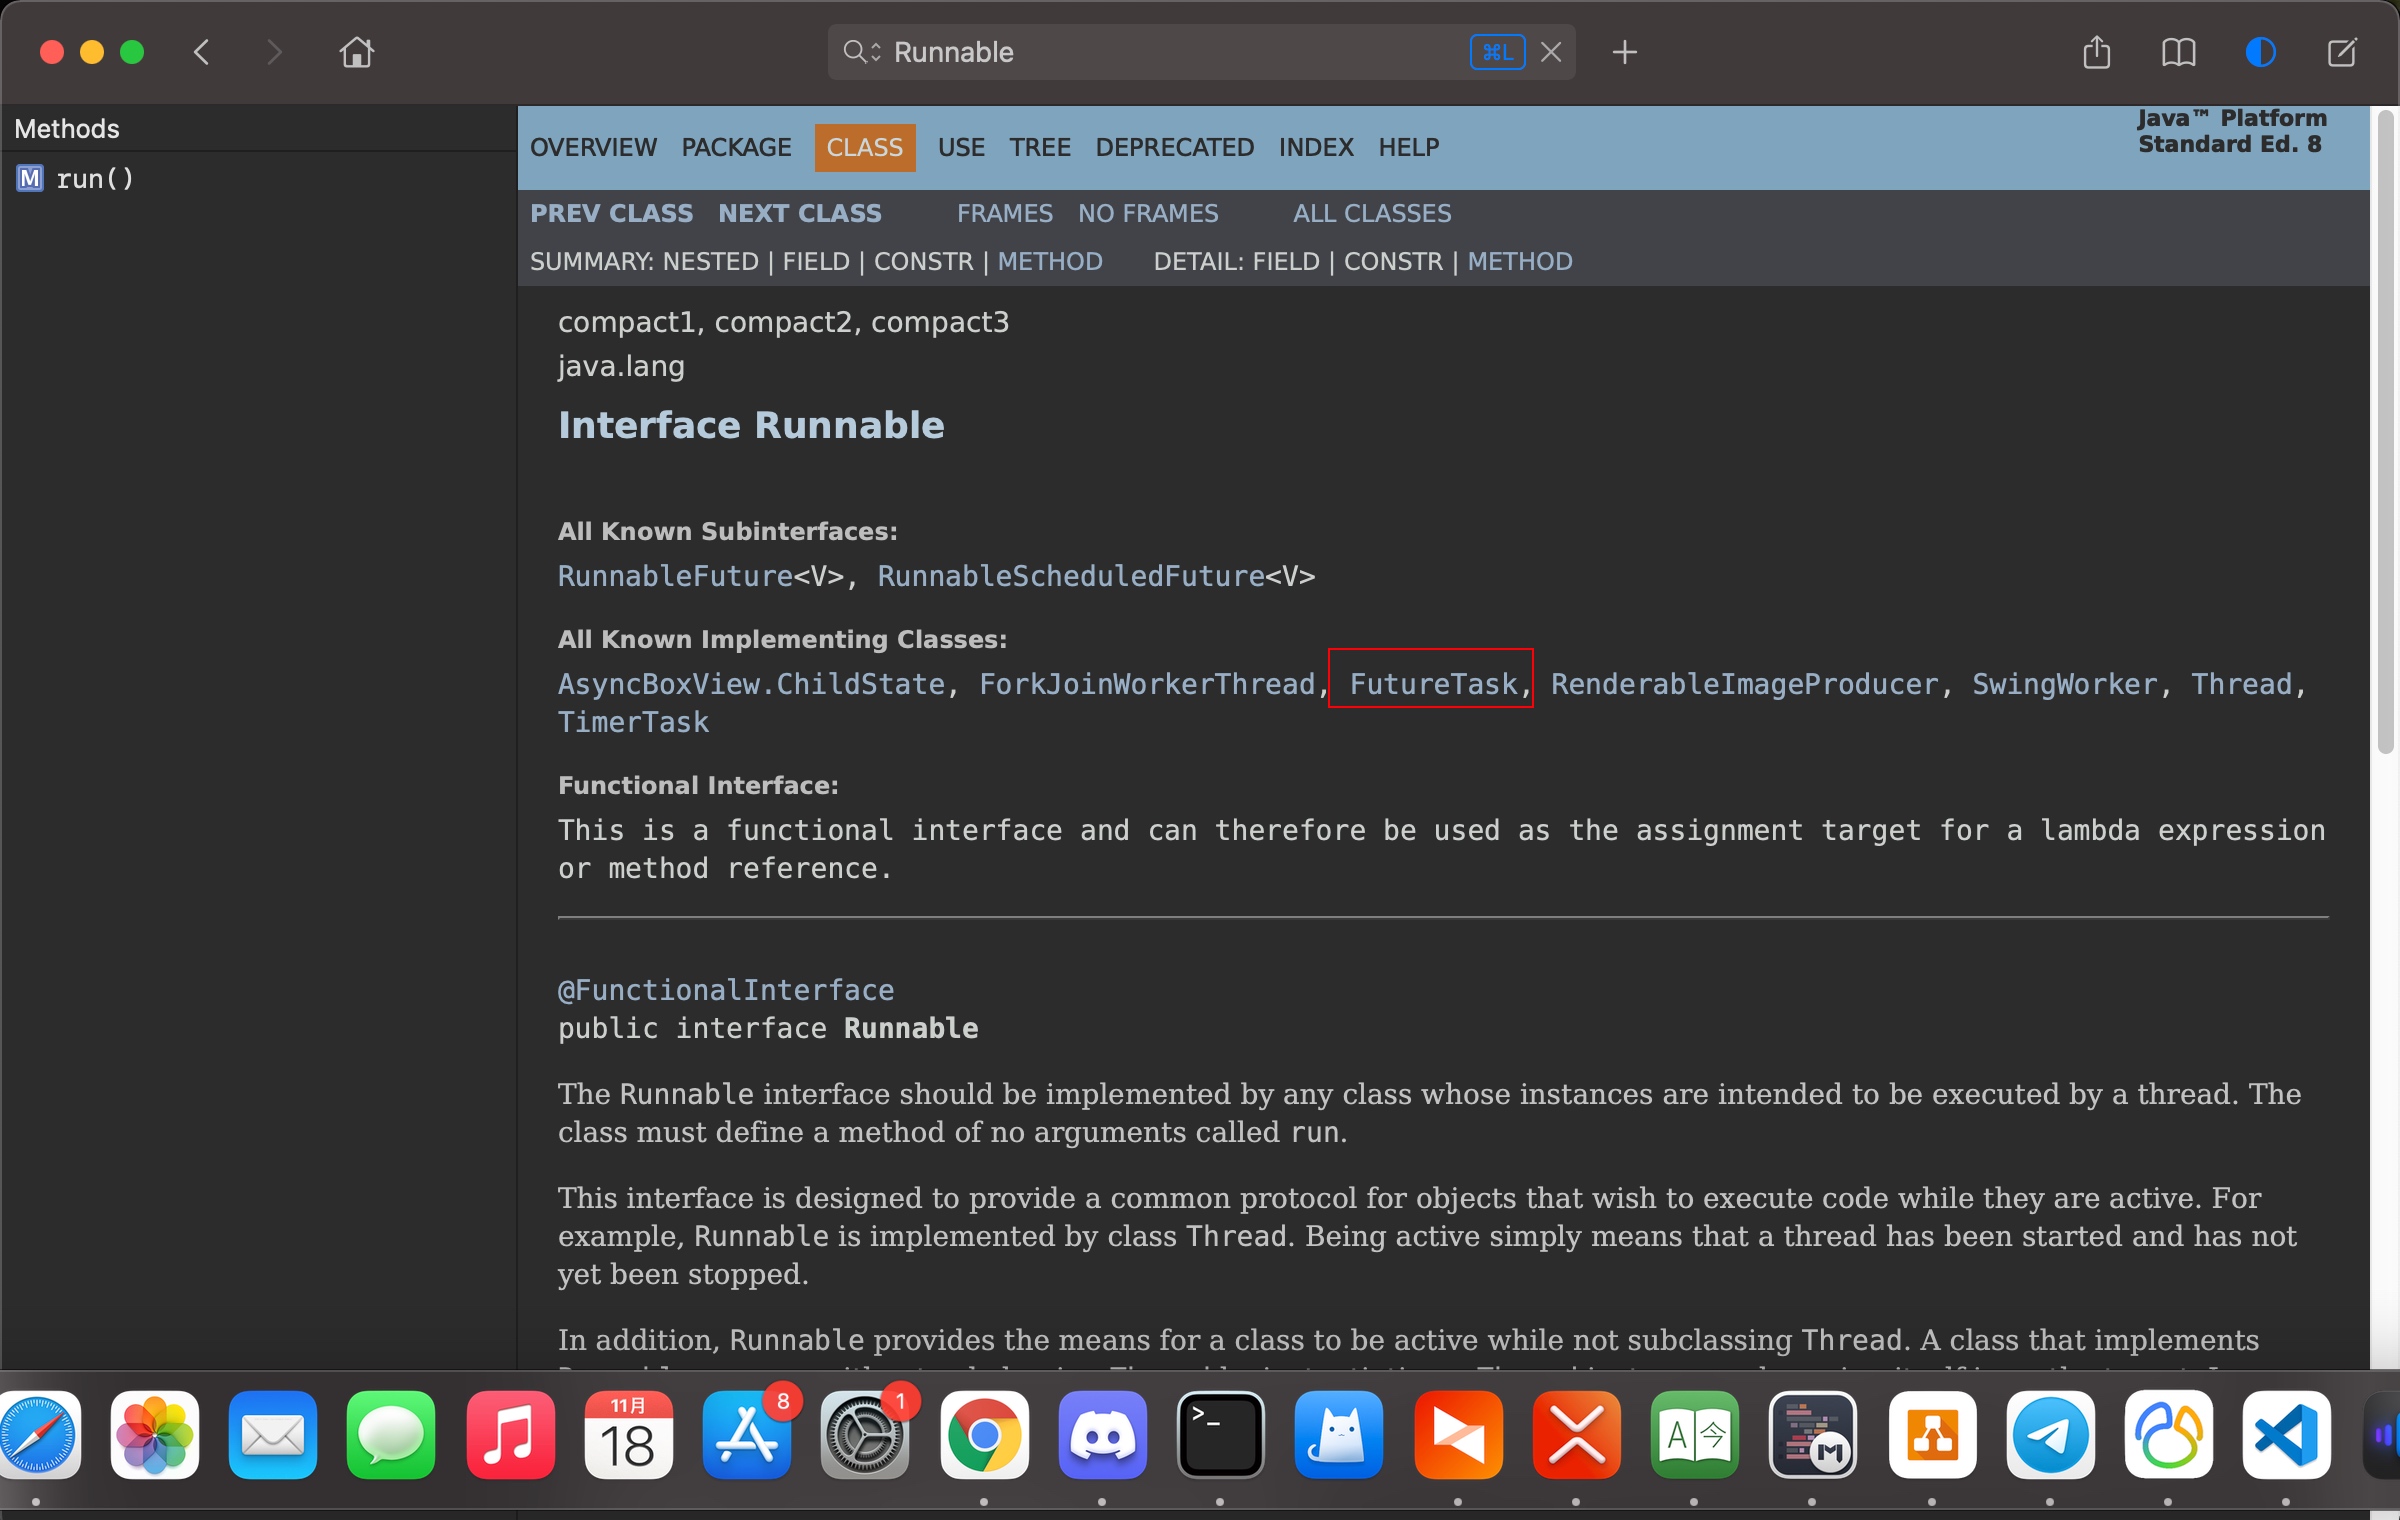 Runnable
⌘L
Methods
M run()
OVERVIEW PACKAGE CLASS USE TREE DEPRECATED INDEX HELP
Java™ Platform
Standard Ed. 8
PREV CLASS NEXT CLASS FRAMES NO FRAMES ALL CLASSES
SUMMARY: NESTED | FIELD | CONSTR | METHOD DETAIL: FIELD | CONSTR | METHOD
compact1, compact2, compact3
java.lang
Interface Runnable
All Known Subinterfaces:
RunnableFuture<V>, RunnableScheduledFuture<V>
All Known Implementing Classes:
AsyncBoxView.ChildState, ForkJoinWorkerThread, FutureTask, RenderableImageProducer, SwingWorker, Thread,
TimerTask
Functional Interface:
This is a functional interface and can therefore be used as the assignment target for a lambda expression
or method reference.
@FunctionalInterface
public interface Runnable
The Runnable interface should be implemented by any class whose instances are intended to be executed by a thread. The
class must define a method of no arguments called run.
This interface is designed to provide a common protocol for objects that wish to execute code while they are active. For
example, Runnable is implemented by class Thread. Being active simply means that a thread has been started and has not
yet been stopped.
In addition, Runnable provides the means for a class to be active while not subclassing Thread. A class that implements
11月
18
8
1
>_
A 今
M